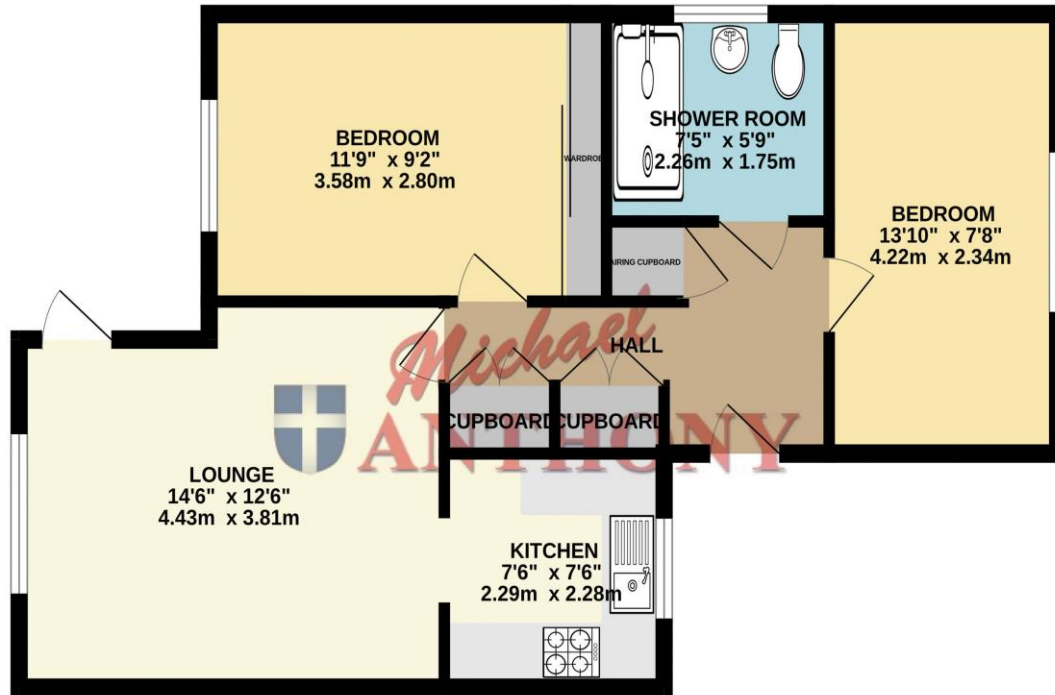 BEDROOM
11'9" x 9'2"
3.58m x 2.80m
WARDROBE
SHOWER ROOM
7'5" x 5'9"
2.26m x 1.75m
BEDROOM
13'10" x 7'8"
4.22m x 2.34m
AIRING CUPBOARD
HALL
Michael
ANTHONY
CUPBOARD
CUPBOARD
LOUNGE
14'6" x 12'6"
4.43m x 3.81m
KITCHEN
7'6" x 7'6"
2.29m x 2.28m